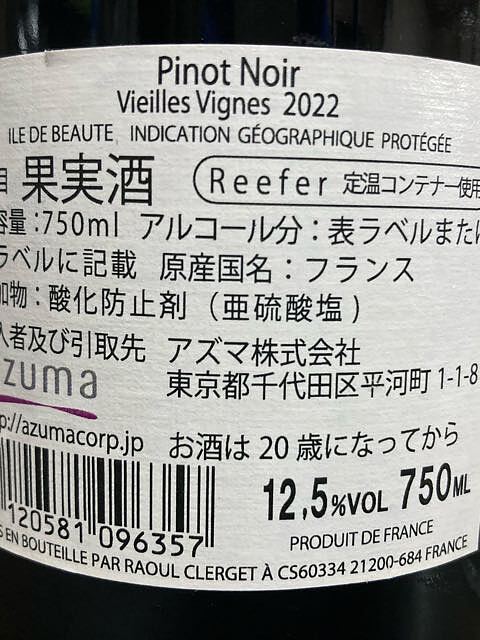 Pinot Noir
Vieilles Vignes 2022
ILE DE BEAUTE, INDICATION GÉOGRAPHIQUE PROTÉGÉE
目 果実酒 Reefer 定温コンテナー使用
容量:750ml アルコール分:表ラベルまたは
ラベルに記載 原産国名:フランス
加物:酸化防止剤(亜硫酸塩)
入者及び引取先 アズマ株式会社
zuma 東京都千代田区平河町1-1-8
p://azumacorp.jp お酒は20歳になってから
12,5%VOL 750ML
120581 096357
PRODUIT DE FRANCE
S EN BOUTEILLE PAR RAOUL CLERGET À CS60334 21200-684 FRANCE